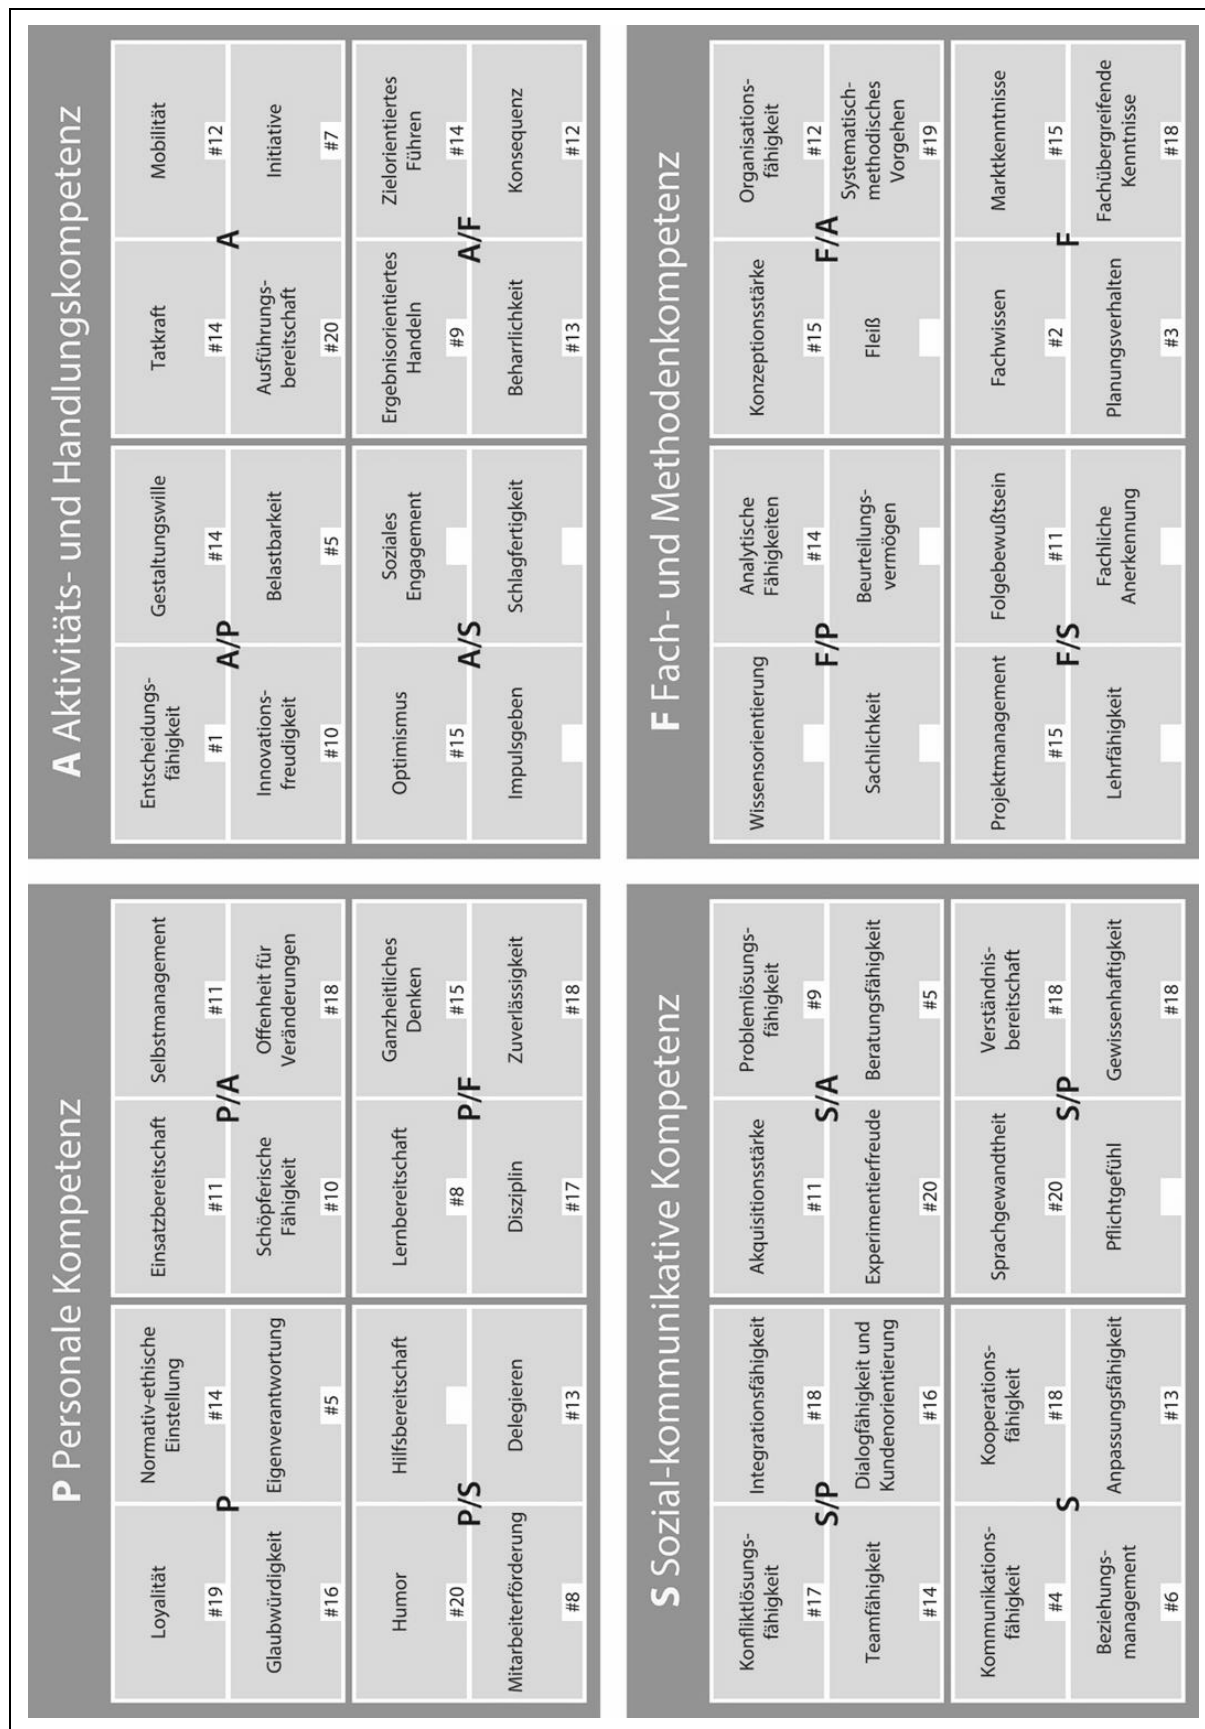 P Personale Kompetenz
Loyalität
#19
Normativ-ethische
Einstellung
#14
P
Glaubwürdigkeit
#16
Eigenverantwortung
#5
Einsatzbereitschaft
#11
Selbstmanagement
#11
P/A
Schöpferische
Fähigkeit
#10
Offenheit für
Veränderungen
#18
Humor
#20
Hilfsbereitschaft
P/S
Mitarbeiterförderung
#8
Delegieren
#13
Lernbereitschaft
#8
Ganzheitliches
Denken
#15
P/F
Disziplin
#17
Zuverlässigkeit
#18
A Aktivitäts- und Handlungskompetenz
Entscheidungs-
fähigkeit
#1
Gestaltungswille
#14
A/P
Innovations-
freudigkeit
#10
Belastbarkeit
#5
Tatkraft
#14
Mobilität
#12
A
Ausführungs-
bereitschaft
#20
Initiative
#7
Optimismus
#15
Soziales
Engagement
A/S
Impulsgeben
Schlagfertigkeit
Ergebnisorientiertes
Handeln
#9
Zielorientiertes
Führen
#14
A/F
Beharrlichkeit
#13
Konsequenz
#12
S Sozial-kommunikative Kompetenz
Konfliktlösungs-
fähigkeit
#17
Integrationsfähigkeit
#18
S/P
Teamfähigkeit
#14
Dialogfähigkeit und
Kundenorientierung
#16
Akquisitionsstärke
#11
Problemlösungs-
fähigkeit
#9
S/A
Experimentierfreude
#20
Beratungsfähigkeit
#5
Kommunikations-
fähigkeit
#4
Kooperations-
fähigkeit
#18
S
Beziehungs-
management
#6
Anpassungsfähigkeit
#13
Sprachgewandtheit
#20
Verständnis-
bereitschaft
#18
S/P
Pflichtgefühl
Gewissenhaftigkeit
#18
F Fach- und Methodenkompetenz
Wissensorientierung
Analytische
Fähigkeiten
#14
F/P
Sachlichkeit
Beurteilungs-
vermögen
Konzeptionsstärke
#15
Organisations-
fähigkeit
#12
F/A
Fleiß
Systematisch-
methodisches
Vorgehen
#19
Projektmanagement
#15
Folgebewußtsein
#11
F/S
Lehrfähigkeit
Fachliche
Anerkennung
Fachwissen
#2
Marktkenntnisse
#15
F
Planungsverhalten
#3
Fachübergreifende
Kenntnisse
#18